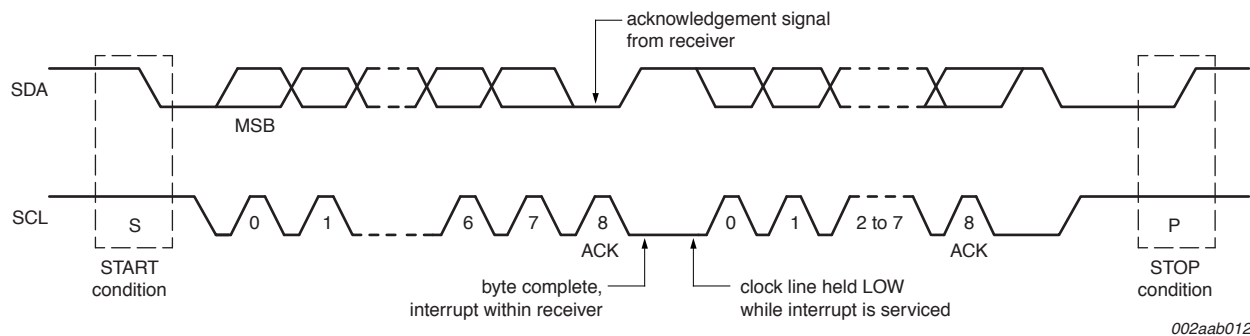 acknowledgement signal
from receiver
SDA
MSB
SCL
S
0
1
6
7
8
0
1
2 to 7
8
P
ACK
ACK
START
condition
byte complete,
interrupt within receiver
clock line held LOW
while interrupt is serviced
STOP
condition
002aab012